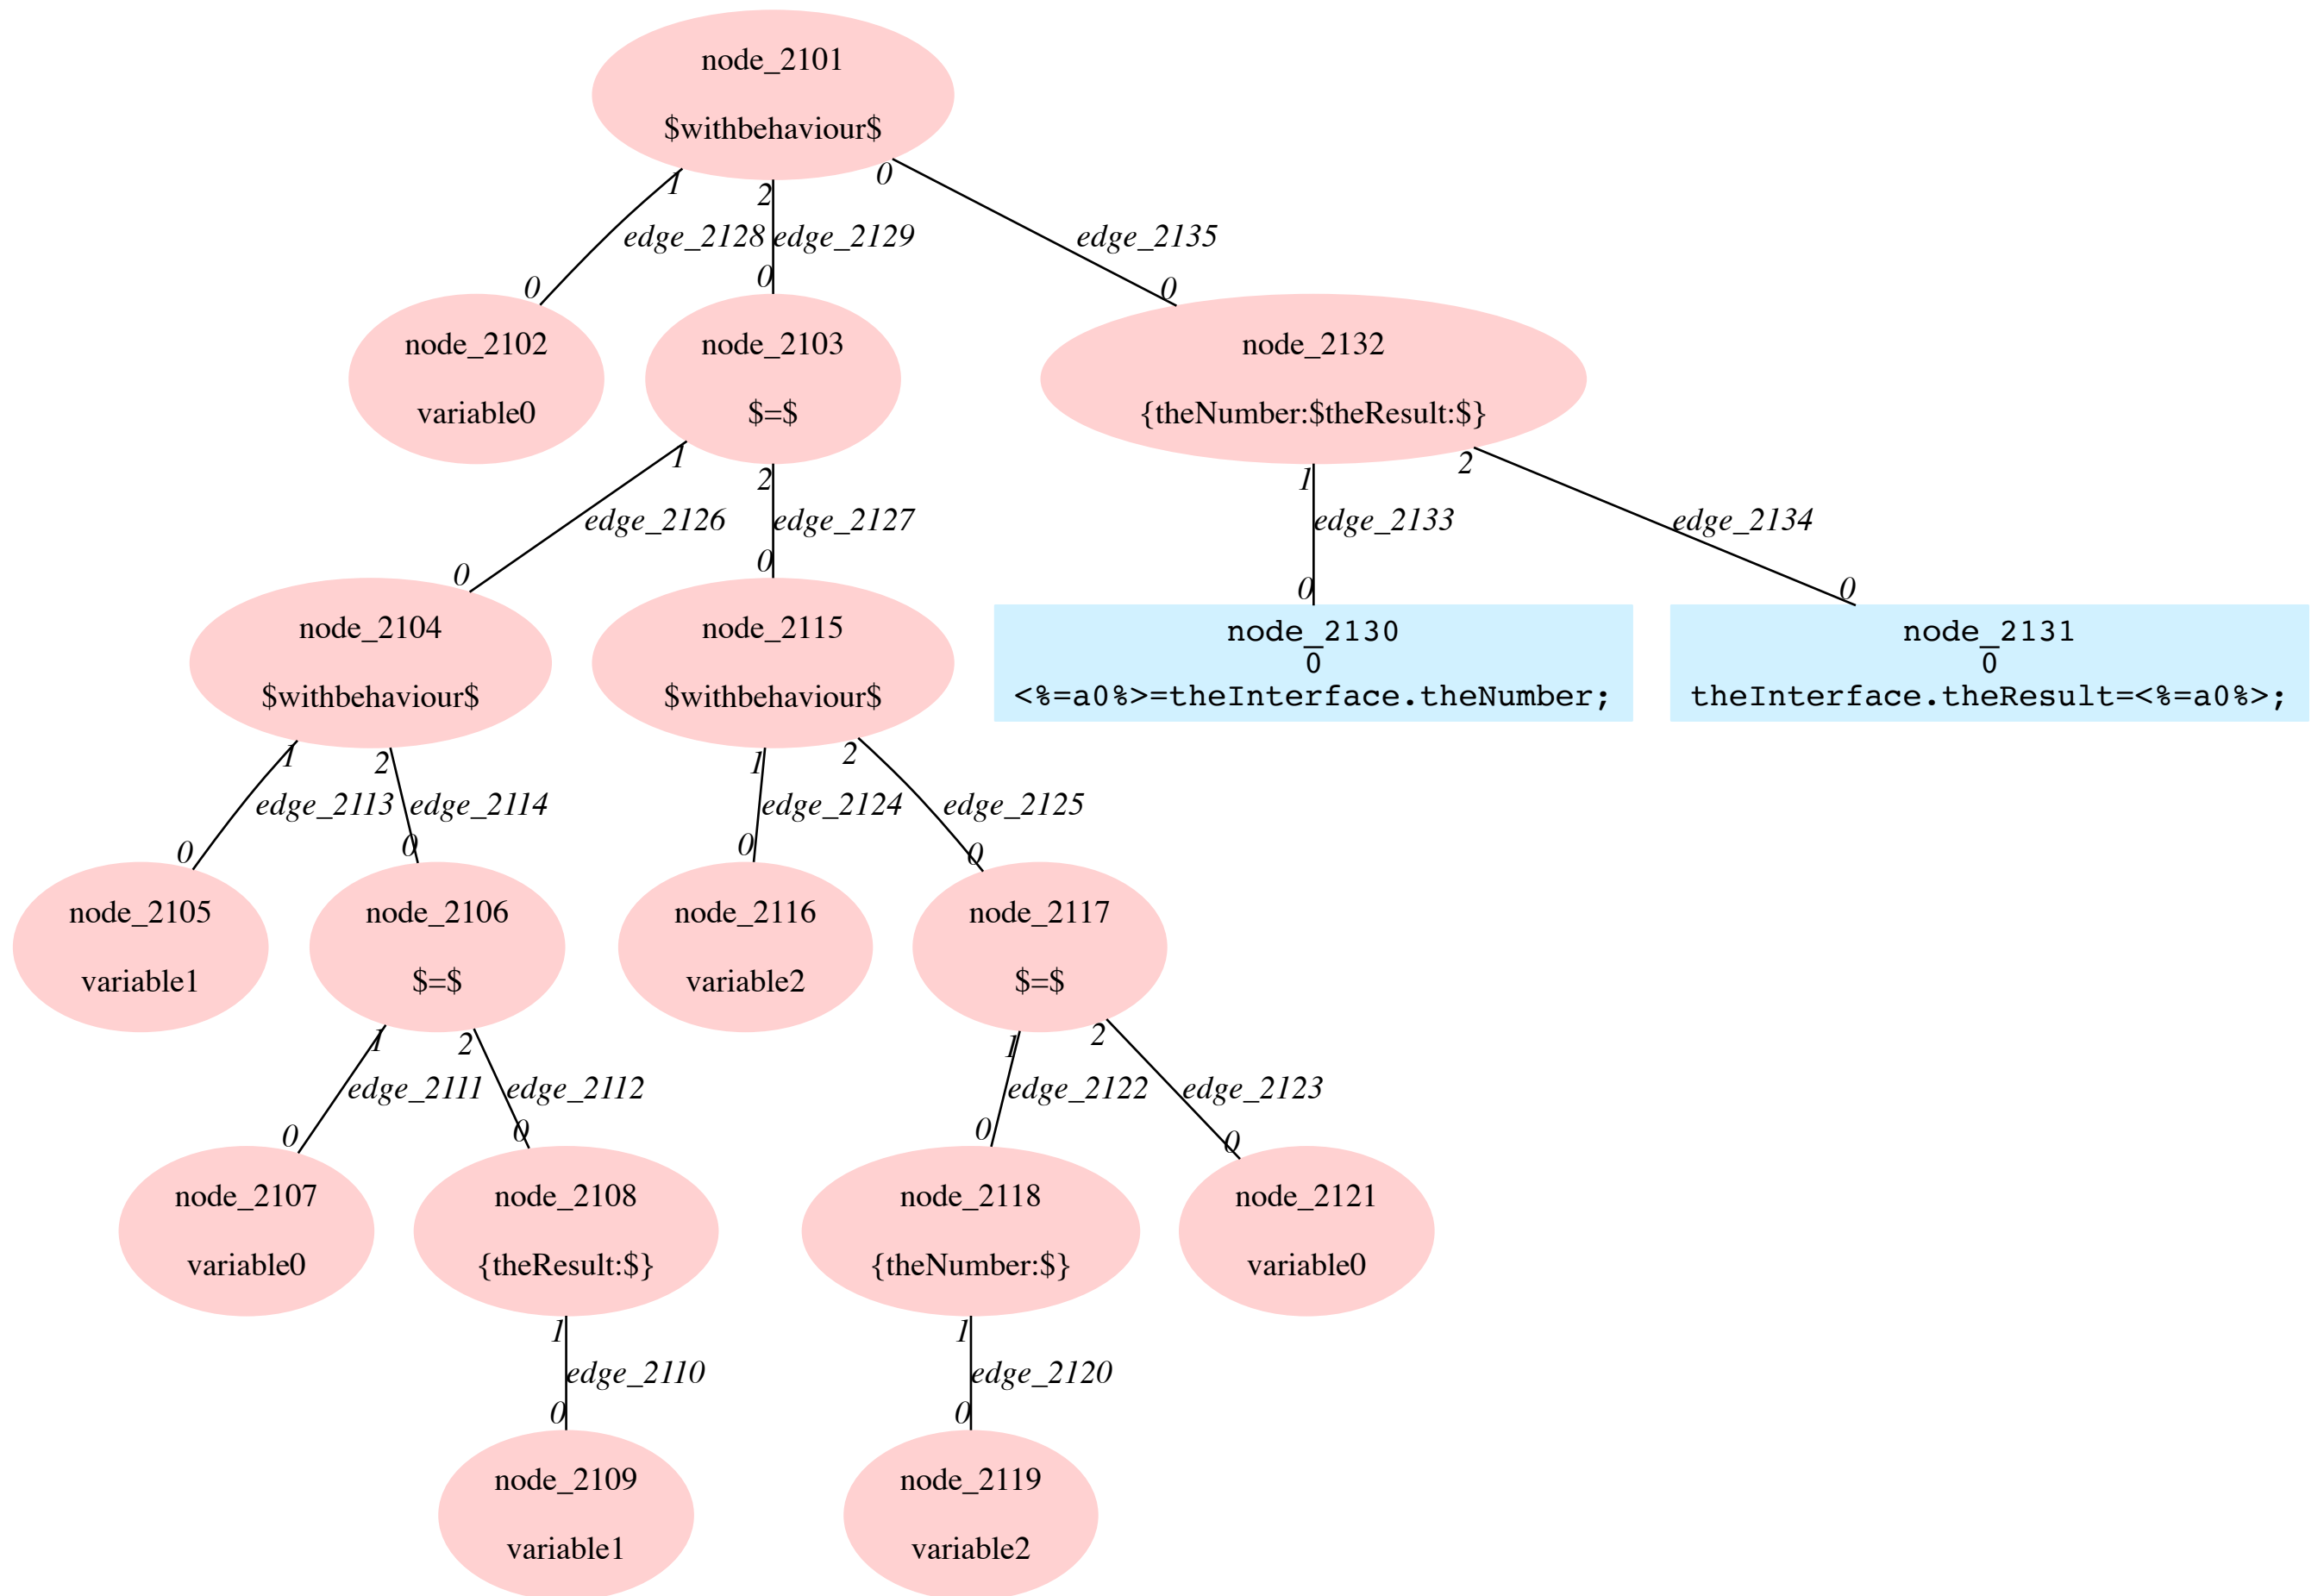 node_2101
$withbehaviour$
1
2
0
edge_2128
edge_2129
edge_2135
0
0
0
node_2102
variable0
node_2103
$=$
node_2132
{theNumber:$theResult:$}
1
2
1
2
edge_2126
edge_2127
edge_2133
edge_2134
0
0
0
0
node_2104
$withbehaviour$
node_2115
$withbehaviour$
node_2130
0
<%=a0%>=theInterface.theNumber;
node_2131
0
theInterface.theResult=<%=a0%>;
1
2
1
2
edge_2113
edge_2114
edge_2124
edge_2125
0
0
0
0
node_2105
variable1
node_2106
$=$
node_2116
variable2
node_2117
$=$
1
2
1
2
edge_2111
edge_2112
edge_2122
edge_2123
0
0
0
0
node_2107
variable0
node_2108
{theResult:$}
node_2118
{theNumber:$}
node_2121
variable0
1
1
edge_2110
edge_2120
0
0
node_2109
variable1
node_2119
variable2